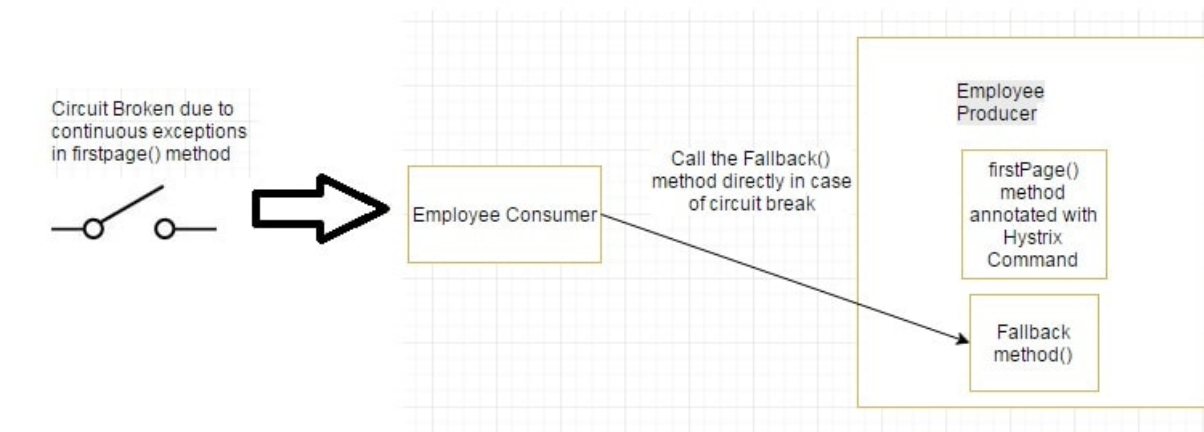 Circuit Broken due to
continuous exceptions
in firstpage() method
Employee Consumer
Call the Fallback()
method directly in case
of circuit break
Employee
Producer
firstPage()
method
annotated with
Hystrix
Command
Fallback
method()